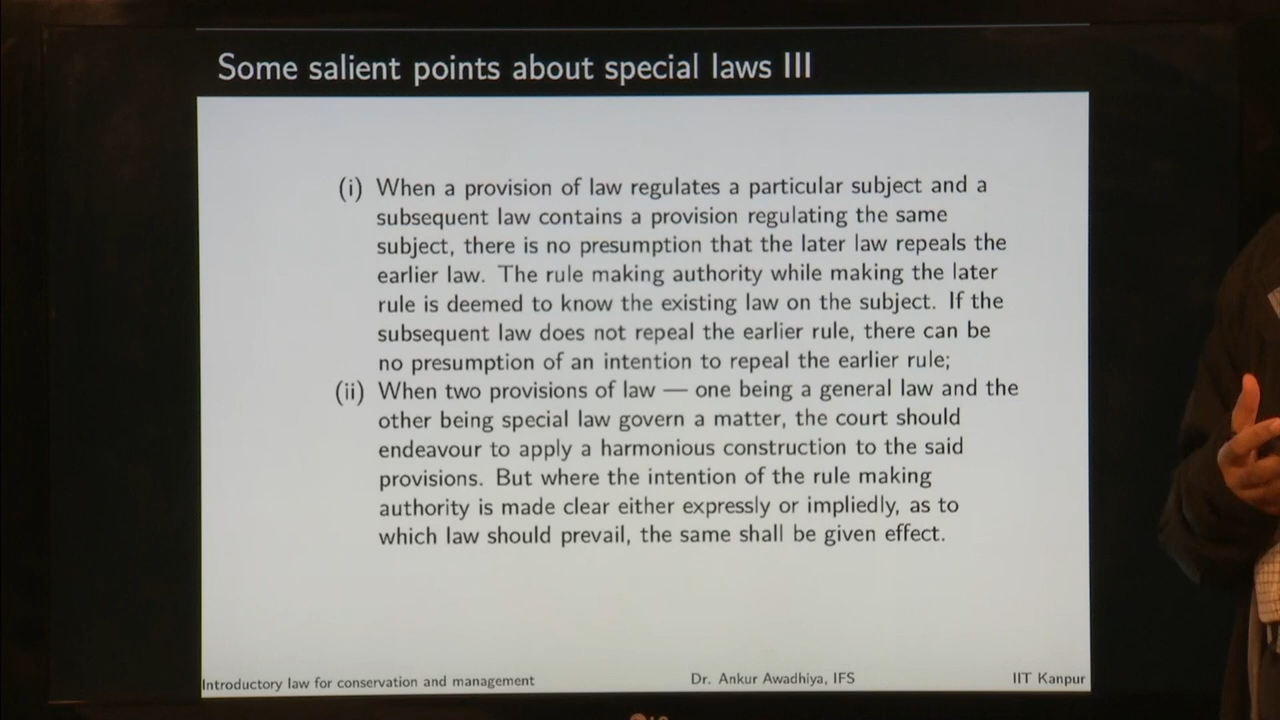 Some salient points about special laws III
(i) When a provision of law regulates a particular subject and a
subsequent law contains a provision regulating the same
subject, there is no presumption that the later law repeals the
earlier law. The rule making authority while making the later
rule is deemed to know the existing law on the subject. If the
subsequent law does not repeal the earlier rule, there can be
no presumption of an intention to repeal the earlier rule;
(ii) When two provisions of law — one being a general law and the
other being special law govern a matter, the court should
endeavour to apply a harmonious construction to the said
provisions. But where the intention of the rule making
authority is made clear either expressly or impliedly, as to
which law should prevail, the same shall be given effect.
Introductory law for conservation and management Dr. Ankur Awadhiya, IFS IIT Kanpur